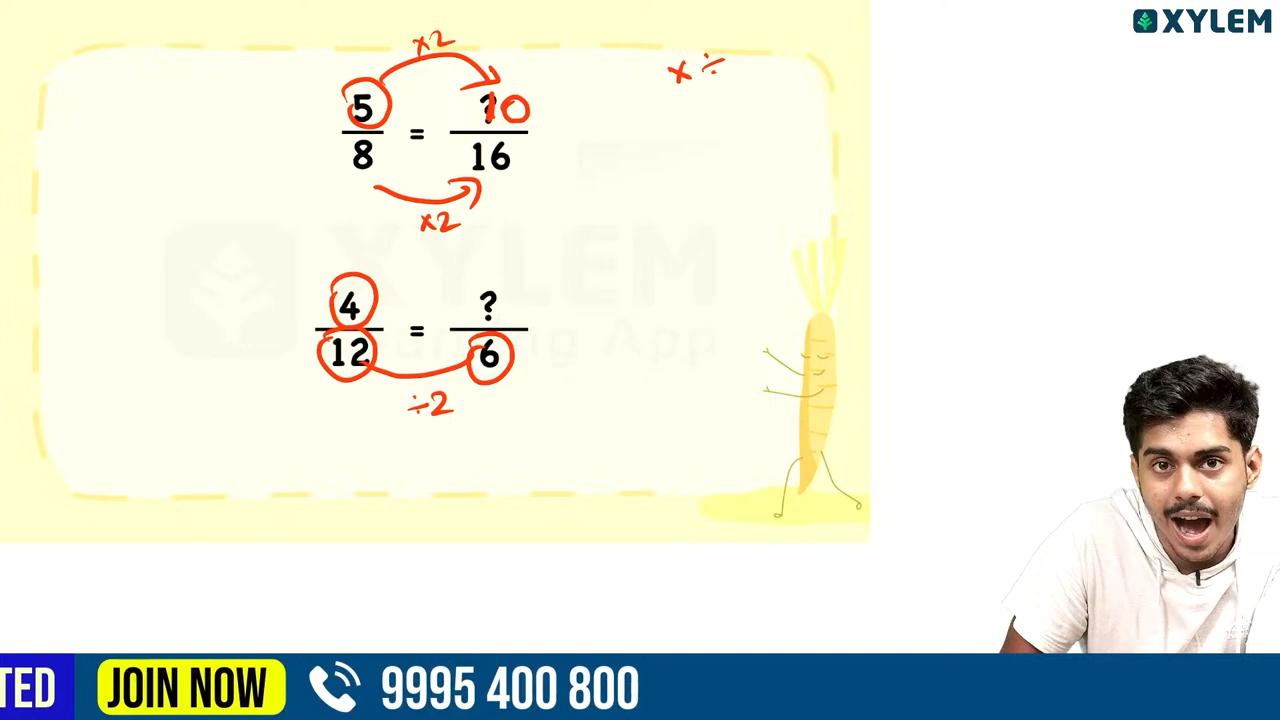 XYLEM
×2
× ÷
5 ? 10
=
8 16
×2
XYLEM
Learning App
4 ?
=
12 6
÷2
TED JOIN NOW 9995 400 800